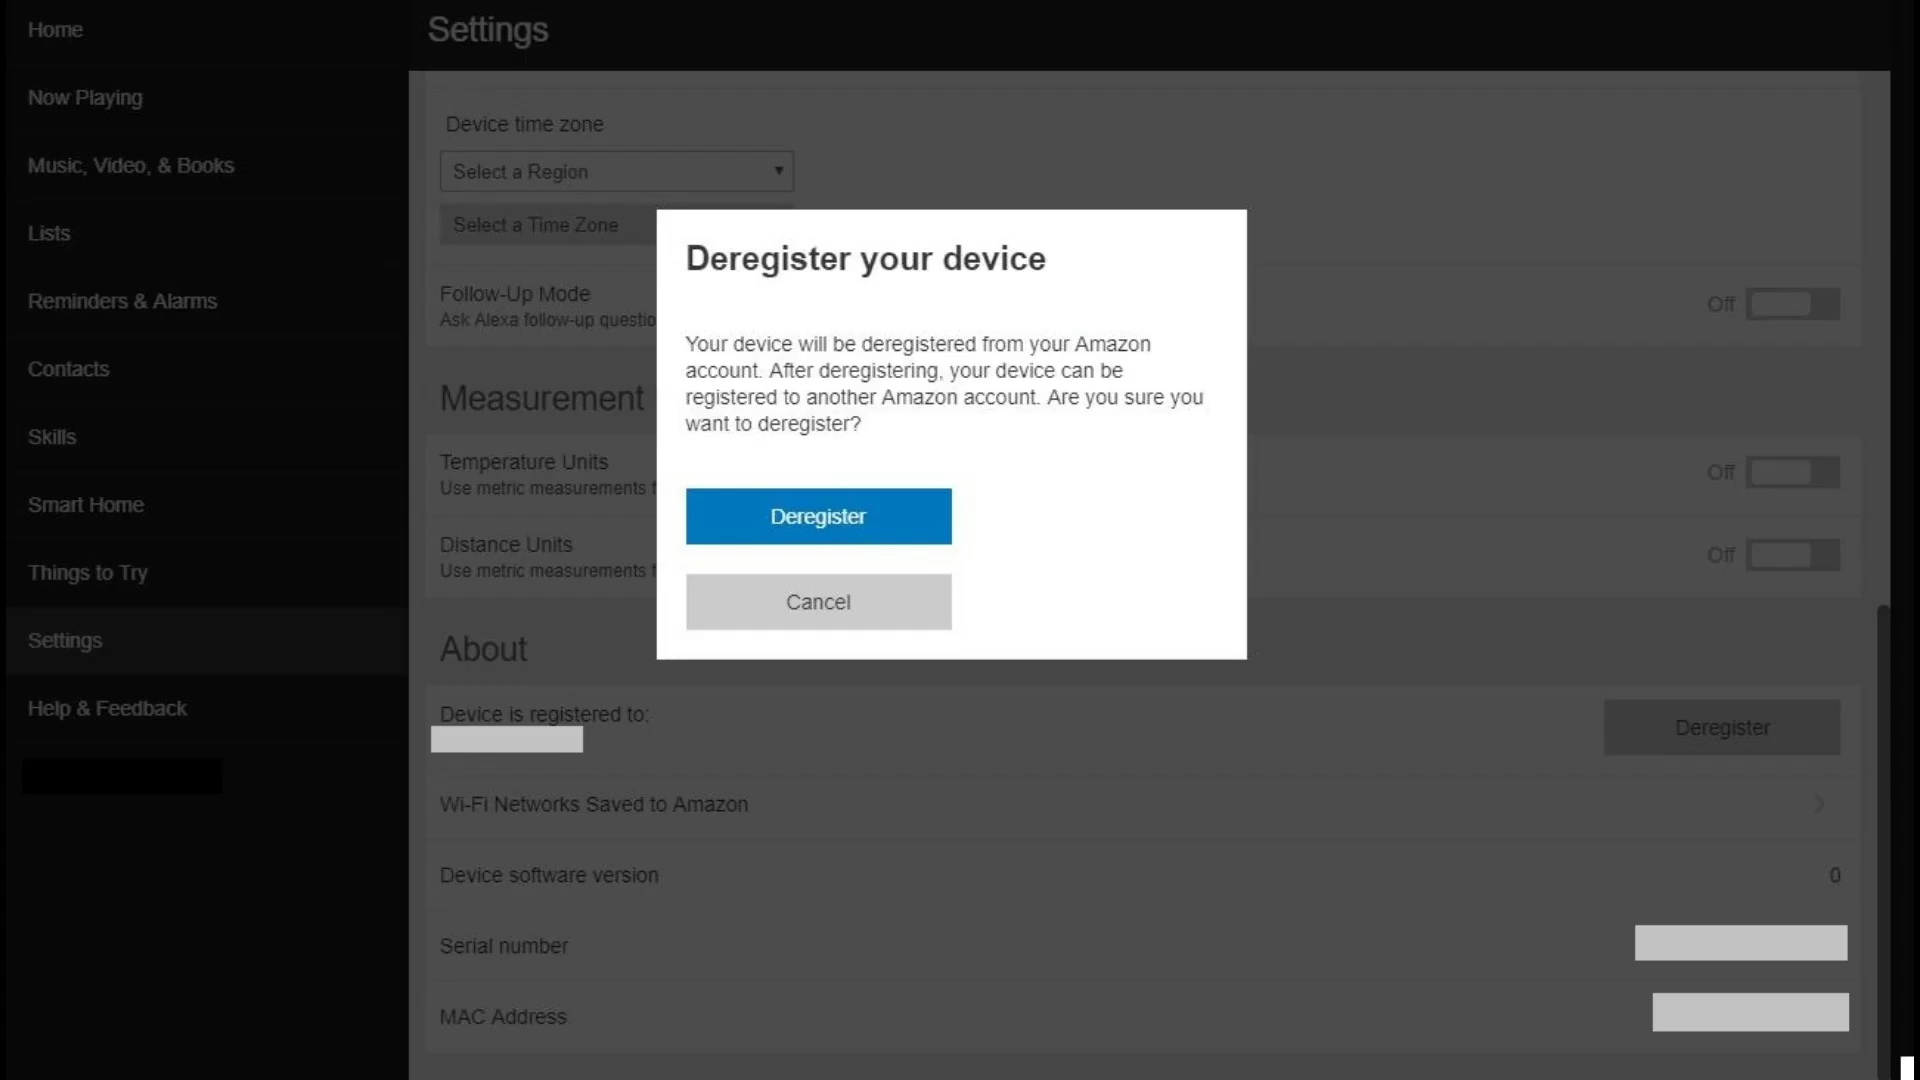 Home
Now Playing
Music, Video, & Books
Lists
Reminders & Alarms
Contacts
Skills
Smart Home
Things to Try
Settings
Help & Feedback
Settings
Device time zone
Select a Region
Select a Time Zone
Follow-Up Mode
Ask Alexa follow-up questio
Off
Measurement
Temperature Units
Use metric measurements f
Off
Distance Units
Use metric measurements f
Off
About
Device is registered to:
Deregister
Wi-Fi Networks Saved to Amazon
Device software version
0
Serial number
MAC Address
Deregister your device
Your device will be deregistered from your Amazon
account. After deregistering, your device can be
registered to another Amazon account. Are you sure you
want to deregister?
Deregister
Cancel